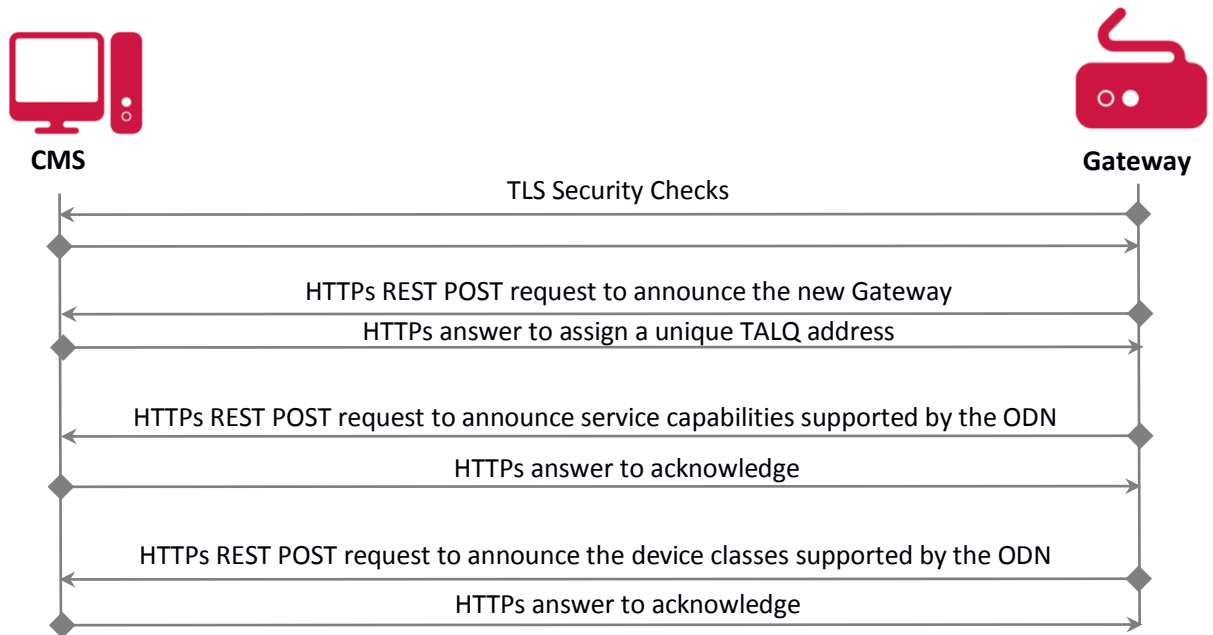 CMS
Gateway
TLS Security Checks
HTTPs REST POST request to announce the new Gateway
HTTPs answer to assign a unique TALQ address
HTTPs REST POST request to announce service capabilities supported by the ODN
HTTPs answer to acknowledge
HTTPs REST POST request to announce the device classes supported by the ODN
HTTPs answer to acknowledge